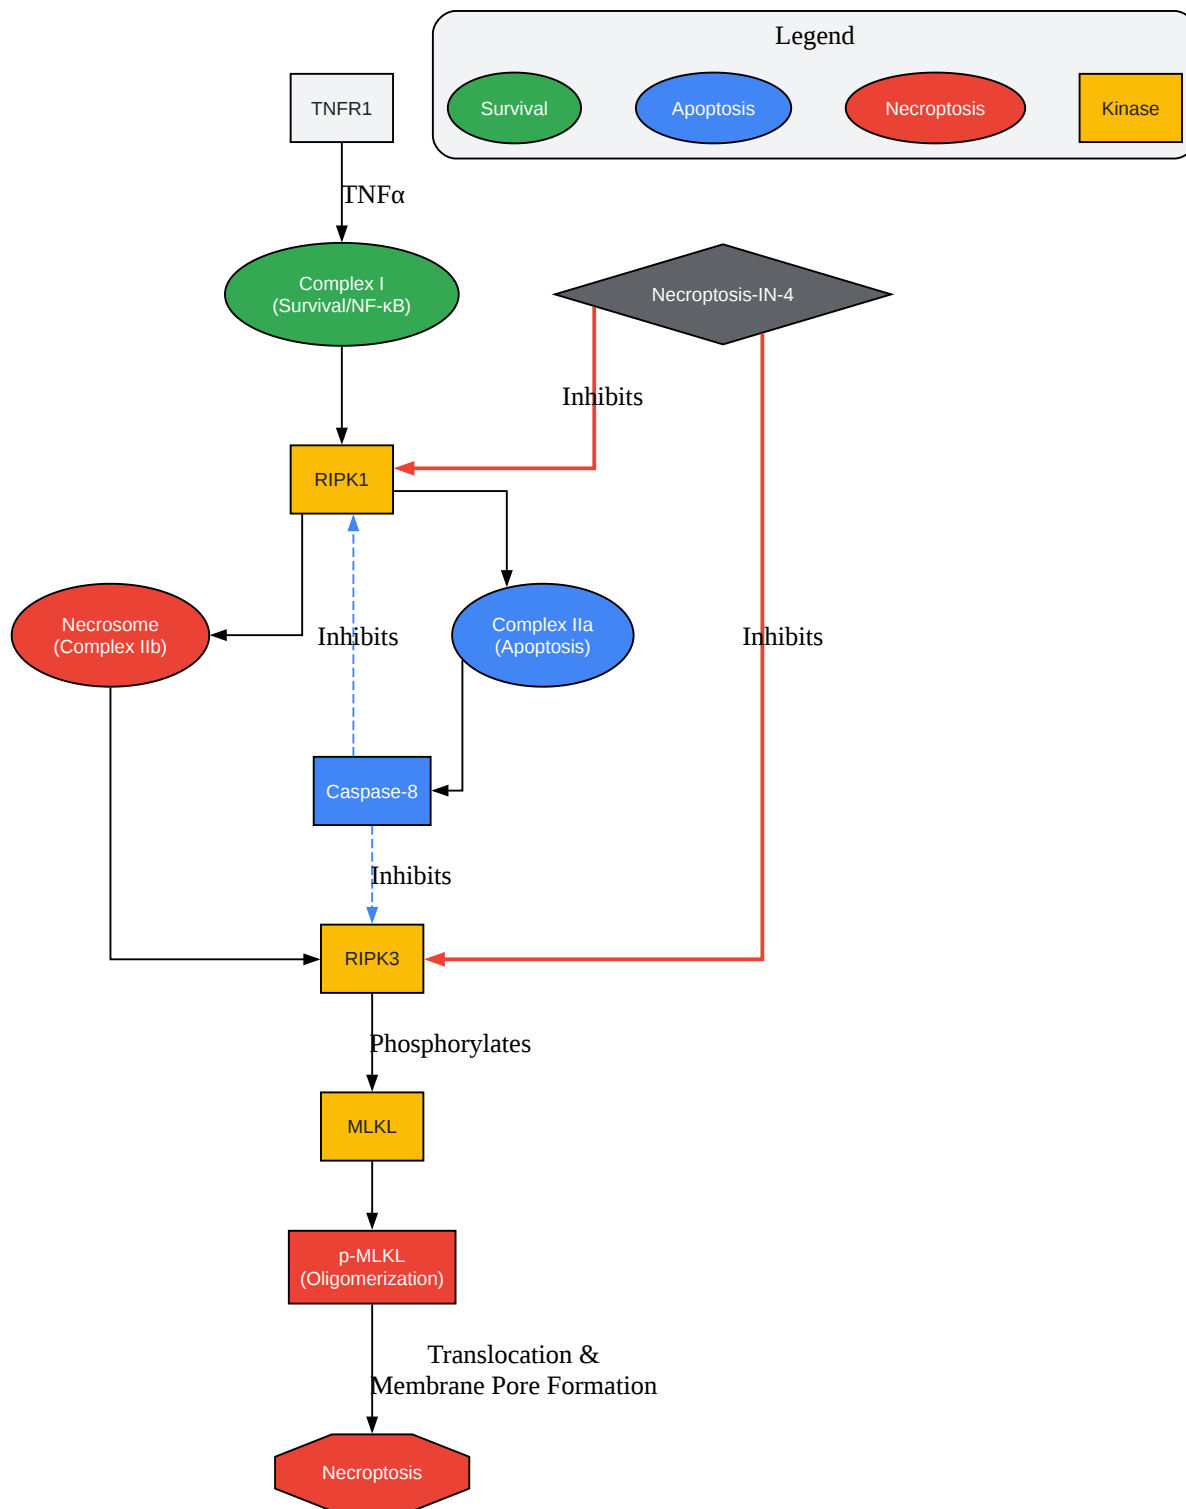 Legend
Survival
Apoptosis
Necroptosis
Kinase
TNFR1
TNFα
Complex I
(Survival/NF-κB)
Necroptosis-IN-4
Inhibits
RIPK1
Necrosome
(Complex IIb)
Inhibits
Complex IIa
(Apoptosis)
Inhibits
Caspase-8
Inhibits
RIPK3
Phosphorylates
MLKL
p-MLKL
(Oligomerization)
Translocation &
Membrane Pore Formation
Necroptosis